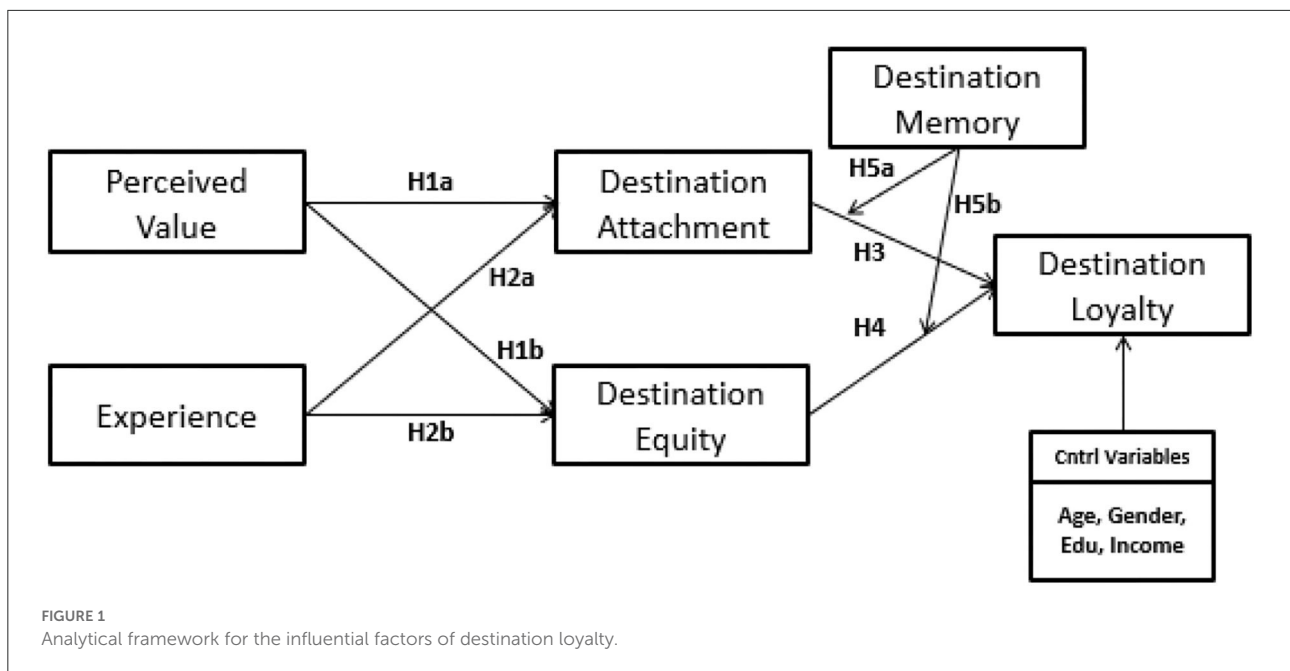 Destination
Memory
H5a
H5b
Perceived
Value
H1a
Destination
Attachment
H3
H2a
Destination
Loyalty
H4
H1b
Experience
H2b
Destination
Equity
Cntrl Variables
Age, Gender,
Edu, Income
FIGURE 1
Analytical framework for the influential factors of destination loyalty.